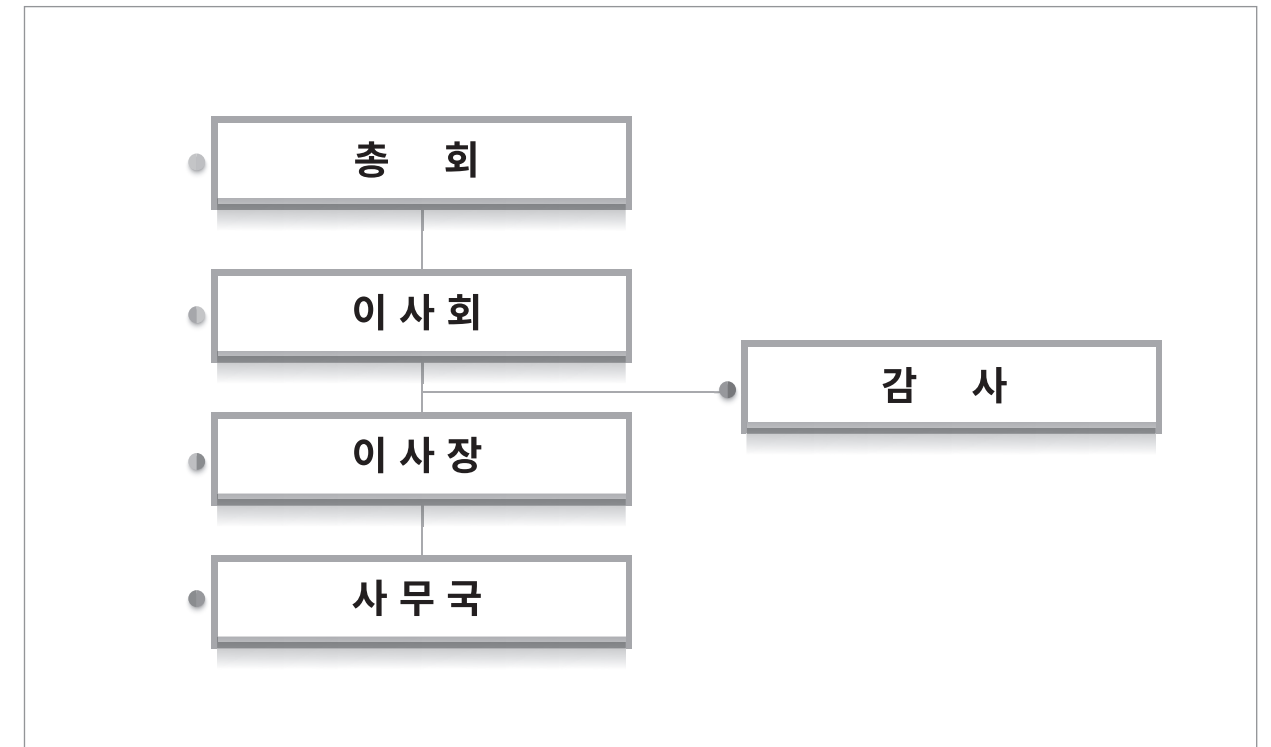 총 회
이 사 회
감 사
이 사 장
사 무 국